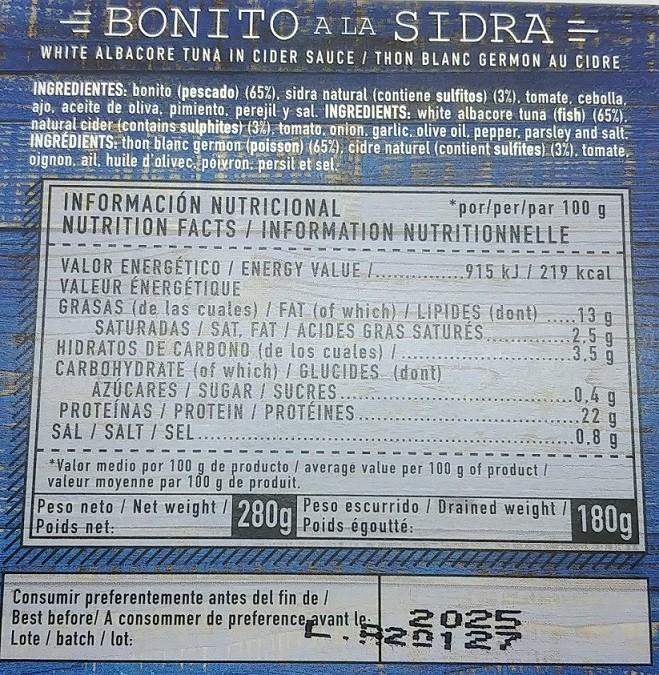 BONITO A LA SIDRA
WHITE ALBACORE TUNA IN CIDER SAUCE / THON BLANC GERMON AU CIDRE
INGREDIENTES: bonito (pescado) (65%), sidra natural (contiene sulfitos) (3%), tomate, cebolla,
ajo, aceite de oliva, pimiento, perejil y sal. INGREDIENTS: white albacore tuna (fish) (65%),
natural cider (contains sulphites) (3%), tomato, onion, garlic, olive oil, pepper, parsley and salt.
INGRÉDIENTS: thon blanc germon (poisson) (65%), cidre naturel (contient sulfites) (3%), tomate,
oignon, ail, huile d'olivec, poivron, persil et sel.
INFORMACIÓN NUTRICIONAL *por/per/par 100 g
NUTRITION FACTS / INFORMATION NUTRITIONNELLE
VALOR ENERGÉTICO / ENERGY VALUE /..............915 kJ / 219 kcal
VALEUR ÉNERGÉTIQUE
GRASAS (de las cuales) / FAT (of which) / LIPIDES (dont) .....13 g
SATURADAS / SAT. FAT / ACIDES GRAS SATURÉS..............2,5 g
HIDRATOS DE CARBONO (de los cuales) /..............3,5 g
CARBOHYDRATE (of which) / GLUCIDES (dont)
AZÚCARES / SUGAR / SUCRES..............0,4 g
PROTEÍNAS / PROTEIN / PROTÉINES..............22 g
SAL / SALT / SEL..............0,8 g
*Valor medio por 100 g de producto / average value per 100 g of product /
valeur moyenne par 100 g de produit.
Peso neto / Net weight / 280g Peso escurrido / Drained weight / 180g
Poids net: Poids égoutté:
Consumir preferentemente antes del fin de /
Best before/ A consommer de preference avant le: 2025
Lote / batch / lot: